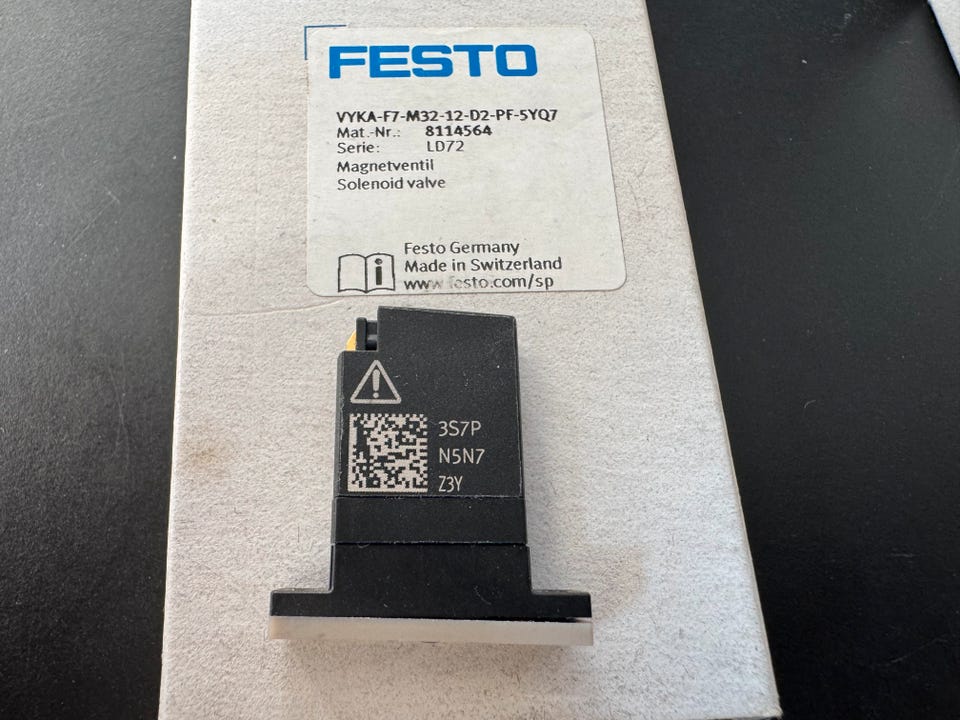 FESTO
VYKA-F7-M32-12-D2-PF-5YQ7
Mat.-Nr.: 8114564
Serie: LD72
Magnetventil
Solenoid valve
Festo Germany
Made in Switzerland
www.festo.com/sp
3S7P
N5N7
Z3Y